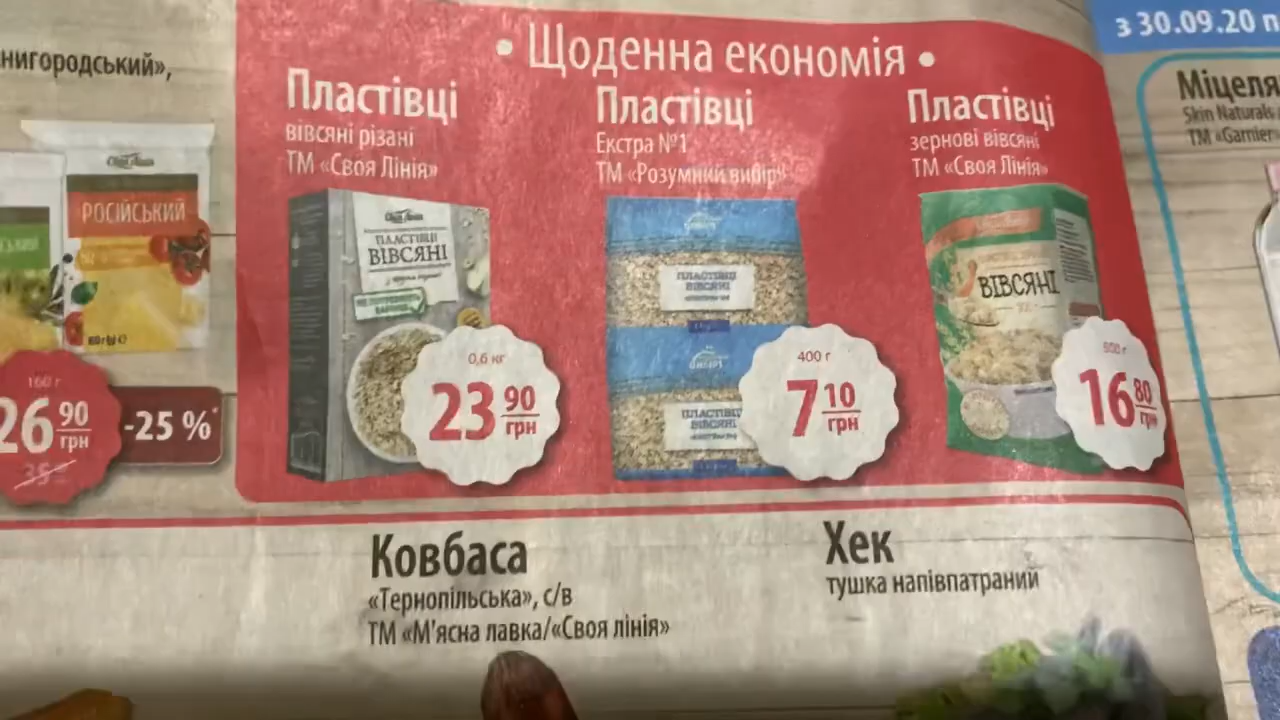 нигородський»,
• Щоденна економія •
Пластівці
вівсяні різані
ТМ «Своя Лінія»
Пластівці
Екстра №1
ТМ «Розумний вибір»
Пластівці
зернові вівсяні
ТМ «Своя Лінія»
з 30.09.20 п
Міцеля
Skin Naturals
ТМ «Garnier
РОСІЙСЬКИЙ
160 г
26 90
грн
-25 %*
ПЛАСТІВЦІ
ВІВСЯНІ
0,6 кг
23 90
грн
ПЛАСТІВЦІ
ВІВСЯНІ
ПЛАСТІВЦІ
ВІВСЯНІ
400 г
7 10
грн
ВІВСЯНІ
16 80
грн
Ковбаса
«Тернопільська», с/в
ТМ «М'ясна лавка/«Своя лінія»
Хек
тушка напівпатраний